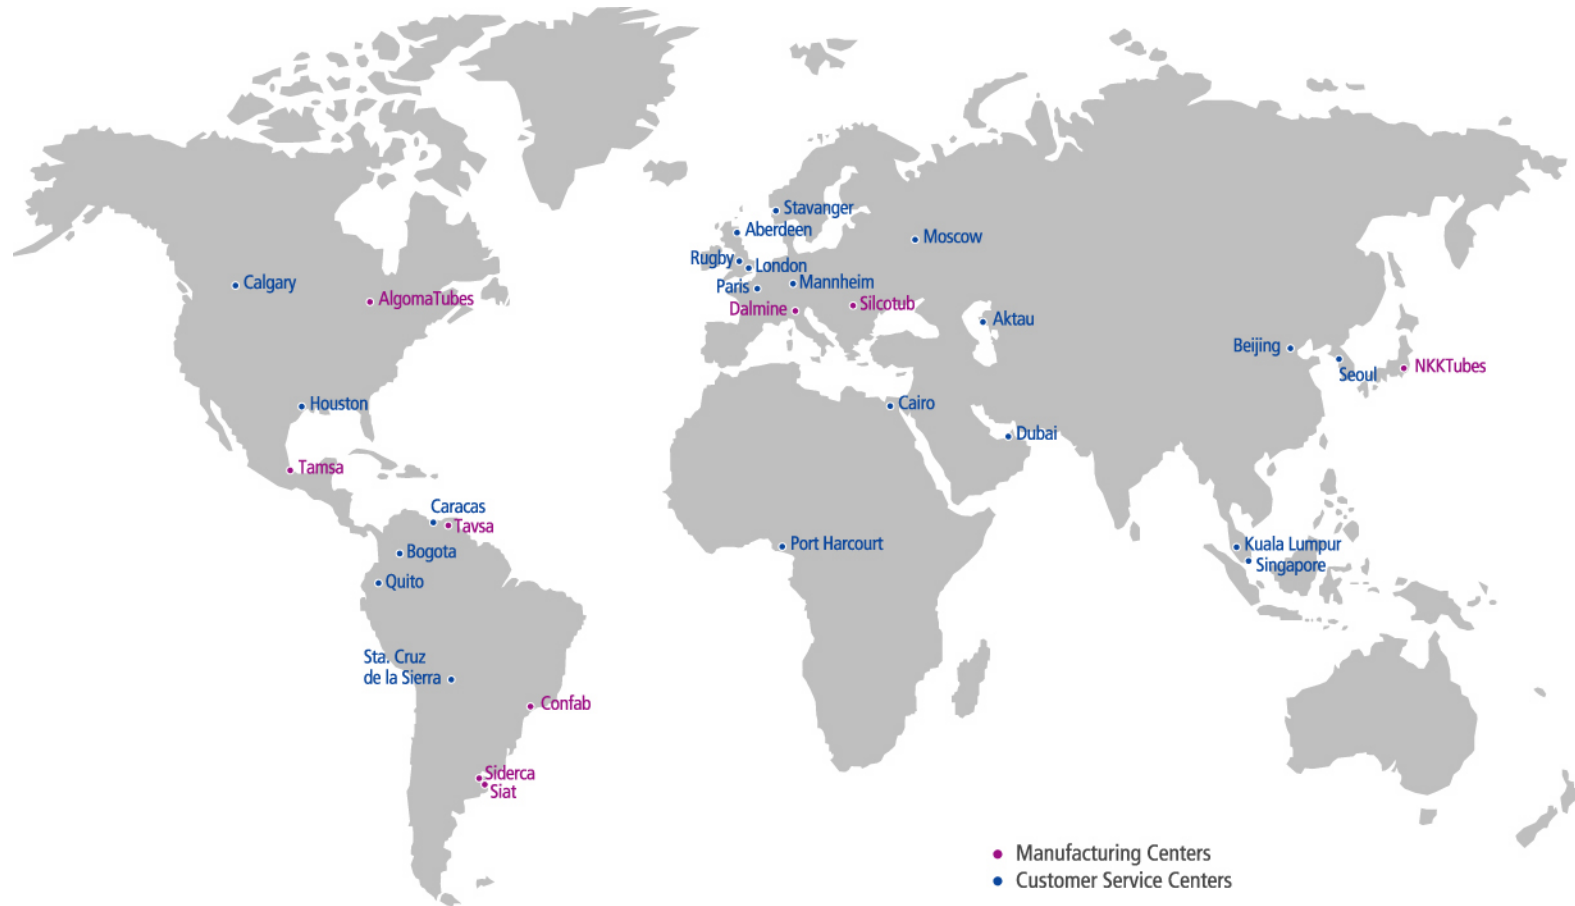 Stavanger
Aberdeen
Moscow
Rugby
London
Calgary
Mannheim
Paris
AlgomaTubes
Silcotub
Dalmine
Aktau
Beijing
NKKTubes
Seoul
Houston
Cairo
Dubai
Tamsa
Caracas
Tavsa
Port Harcourt
Kuala Lumpur
Bogota
Singapore
Quito
Sta. Cruz
de la Sierra
Confab
Siderca
Siat
Manufacturing Centers
Customer Service Centers